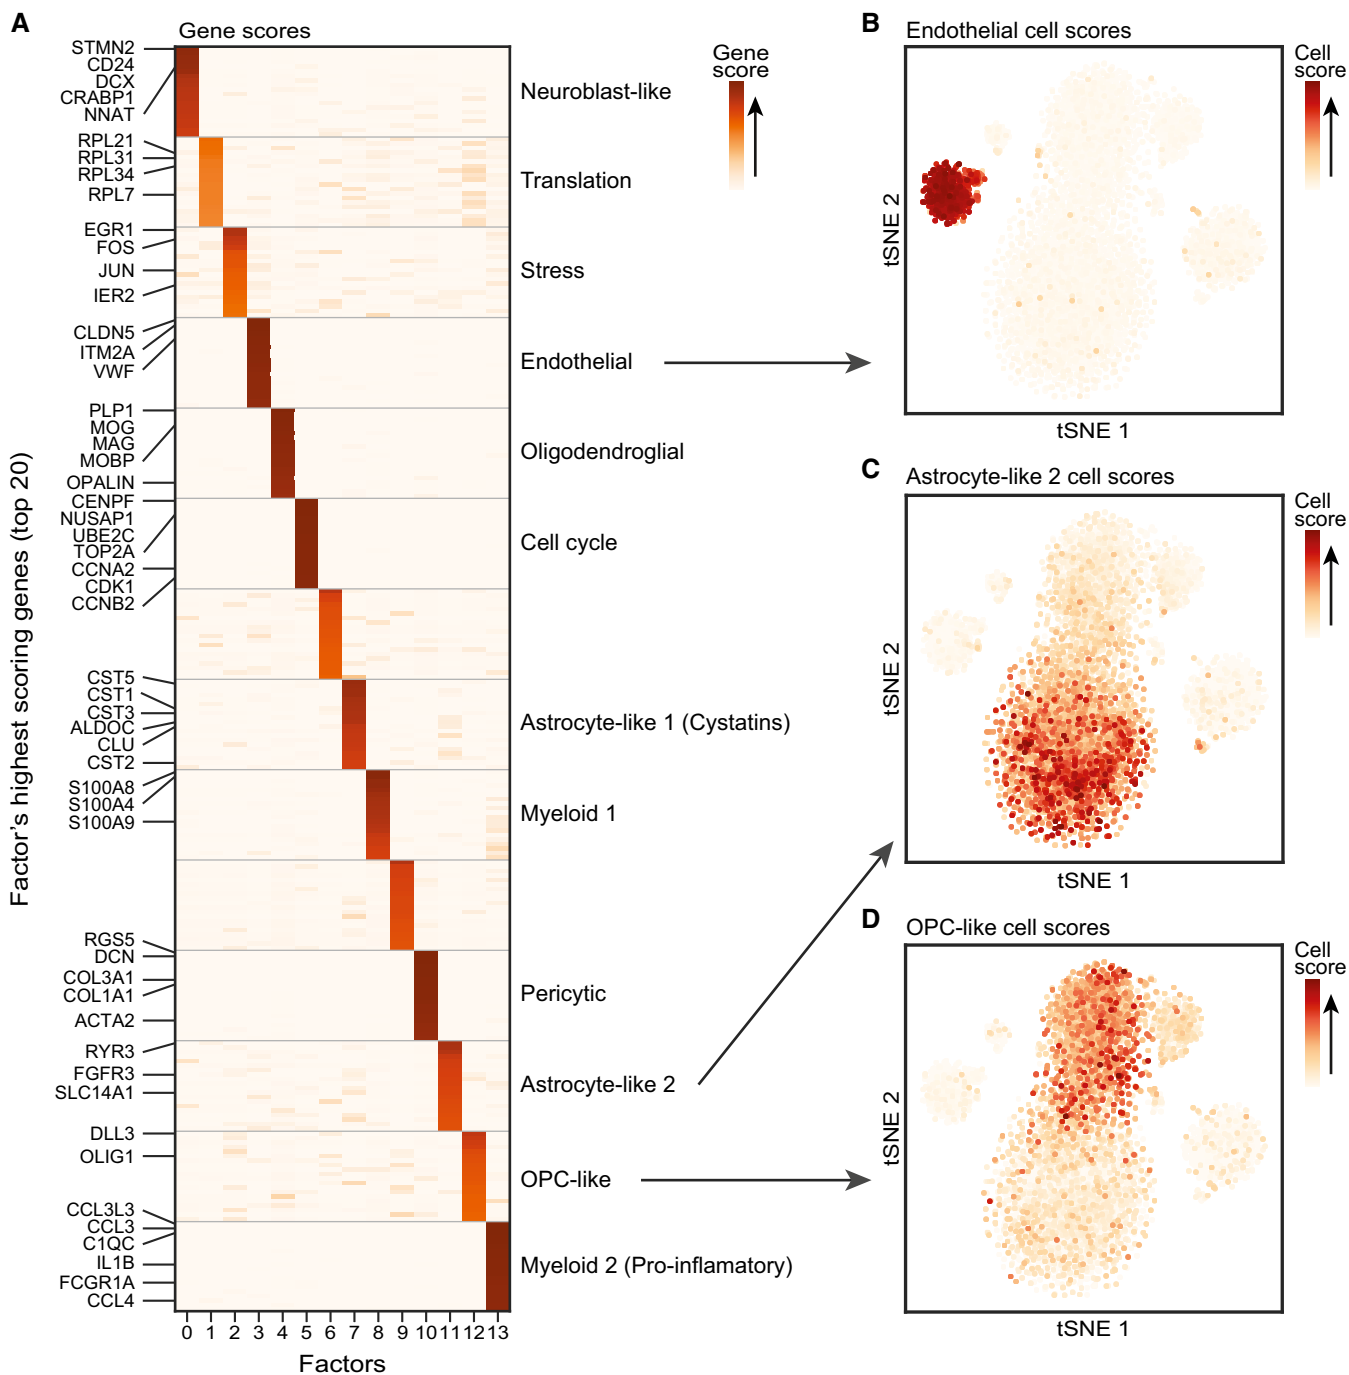 A
Gene scores
Factor's highest scoring genes (top 20)
STMN2
CD24
DCX
CRABP1
NNAT
RPL21
RPL31
RPL34
RPL7
EGR1
FOS
JUN
IER2
CLDN5
ITM2A
VWF
PLP1
MOG
MAG
MOBP
OPALIN
CENPF
NUSAP1
UBE2C
TOP2A
CCNA2
CDK1
CCNB2
CST5
CST1
CST3
ALDOC
CLU
CST2
S100A8
S100A4
S100A9
RGS5
DCN
COL3A1
COL1A1
ACTA2
RYR3
FGFR3
SLC14A1
DLL3
OLIG1
CCL3L3
CCL3
C1QC
IL1B
FCGR1A
CCL4
Neuroblast-like
Translation
Stress
Endothelial
Oligodendroglial
Cell cycle
Astrocyte-like 1 (Cystatins)
Myeloid 1
Pericytic
Astrocyte-like 2
OPC-like
Myeloid 2 (Pro-inflamatory)
0 1 2 3 4 5 6 7 8 9 10 11 12 13
Factors
Gene
score
B
Endothelial cell scores
Cell
score
tSNE 2
tSNE 1
C
Astrocyte-like 2 cell scores
Cell
score
tSNE 2
tSNE 1
D
OPC-like cell scores
Cell
score
tSNE 2
tSNE 1